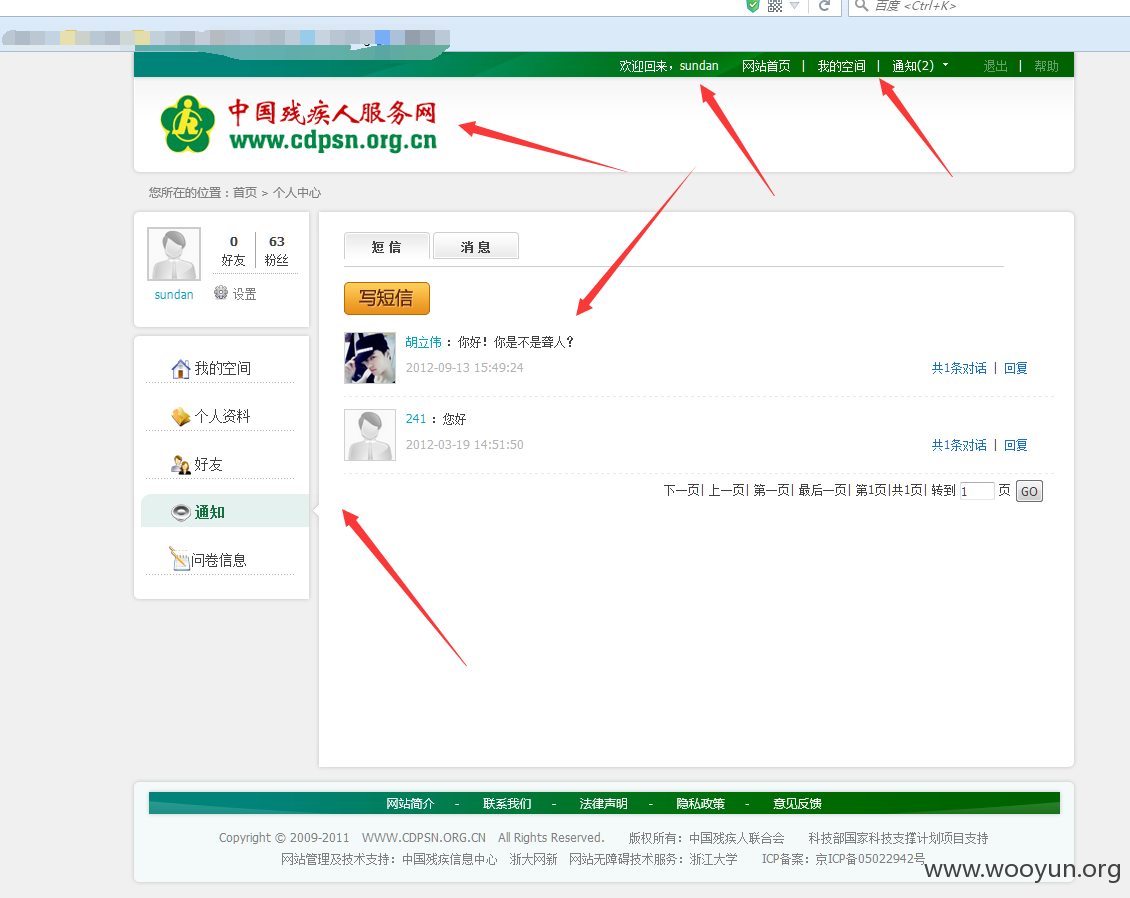 百度 <Ctrl+K>
欢迎回来，sundan 网站首页 | 我的空间 | 通知(2) 退出 | 帮助
中国残疾人服务网
www.cdpsn.org.cn
您所在的位置：首页 > 个人中心
0 63
好友 粉丝
sundan 设置
我的空间
个人资料
好友
通知
问卷信息
短 信 消 息
写短信
胡立伟 ：你好！你是不是聋人？
2012-09-13 15:49:24 共1条对话 | 回复
241 ：您好
2012-03-19 14:51:50 共1条对话 | 回复
下一页| 上一页| 第一页| 最后一页| 第1页|共1页| 转到 1 页 GO
网站简介 - 联系我们 - 法律声明 - 隐私政策 - 意见反馈
Copyright © 2009-2011 WWW.CDPSN.ORG.CN All Rights Reserved. 版权所有：中国残疾人联合会 科技部国家科技支撑计划项目支持
网站管理及技术支持：中国残疾信息中心 浙大网新 网站无障碍技术服务：浙江大学 ICP备案：京ICP备05022942号
www.wooyun.org